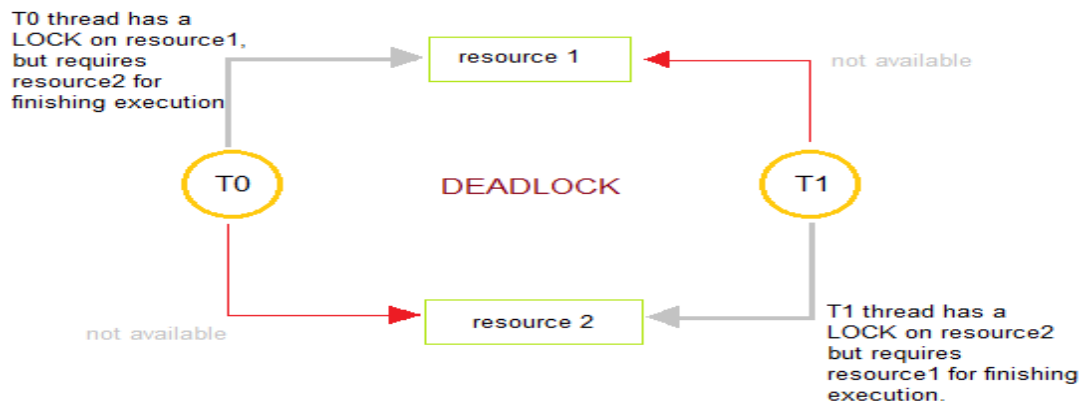 T0 thread has a
LOCK on resource1,
but requires
resource2 for
finishing execution
resource 1
not available
T0
DEADLOCK
T1
not available
resource 2
T1 thread has a
LOCK on resource2
but requires
resource1 for finishing
execution.